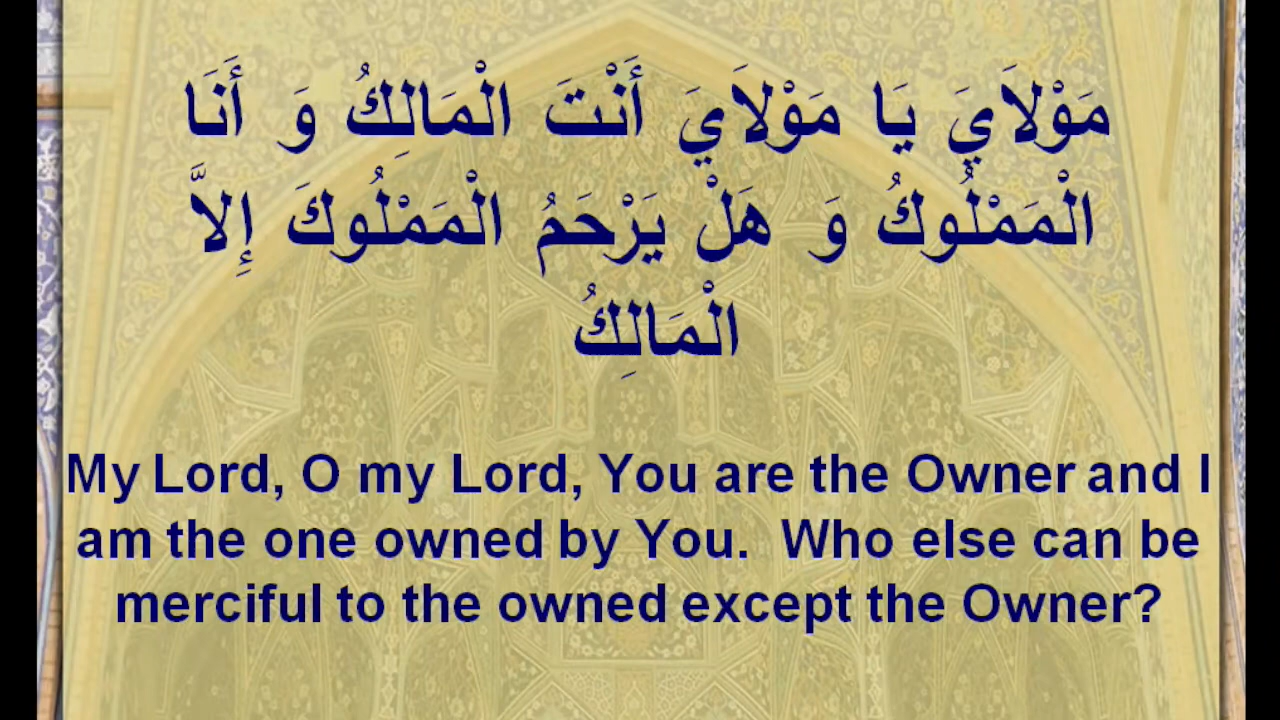 مَوْلاَيَ يَا مَوْلاَيَ أَنْتَ الْمَالِكُ وَ أَنَا
الْمَمْلُوكُ وَ هَلْ يَرْحَمُ الْمَمْلُوكَ إِلاَّ
الْمَالِكُ
My Lord, O my Lord, You are the Owner and I
am the one owned by You.  Who else can be
merciful to the owned except the Owner?